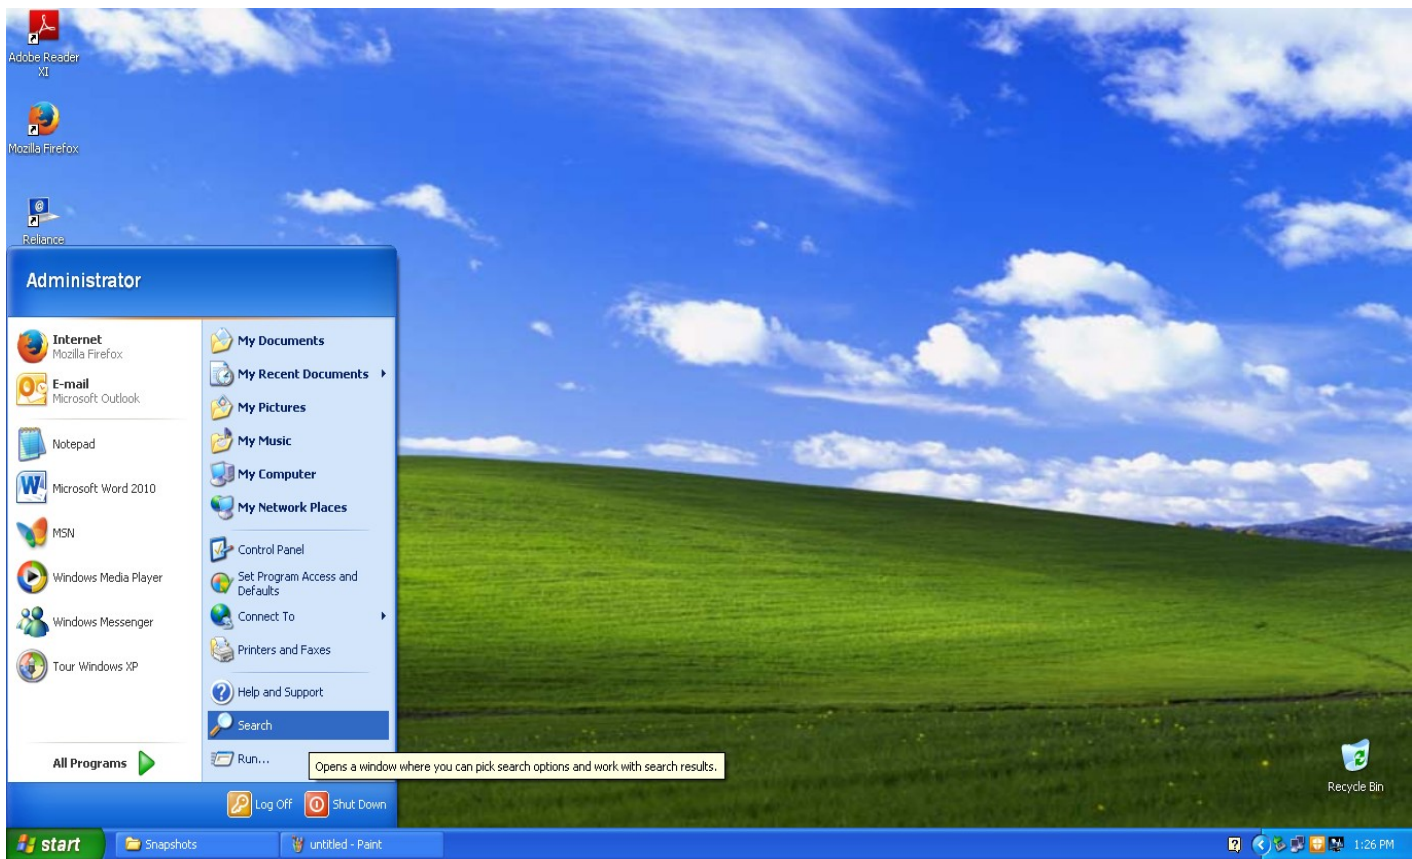 Adobe Reader
XI
Mozilla Firefox
Reliance
Administrator
Internet
Mozilla Firefox
E-mail
Microsoft Outlook
Notepad
Microsoft Word 2010
MSN
Windows Media Player
Windows Messenger
Tour Windows XP
All Programs
My Documents
My Recent Documents
My Pictures
My Music
My Computer
My Network Places
Control Panel
Set Program Access and
Defaults
Connect To
Printers and Faxes
Help and Support
Search
Run...
Opens a window where you can pick search options and work with search results.
Log Off
Shut Down
Recycle Bin
start
Snapshots
untitled - Paint
1:26 PM